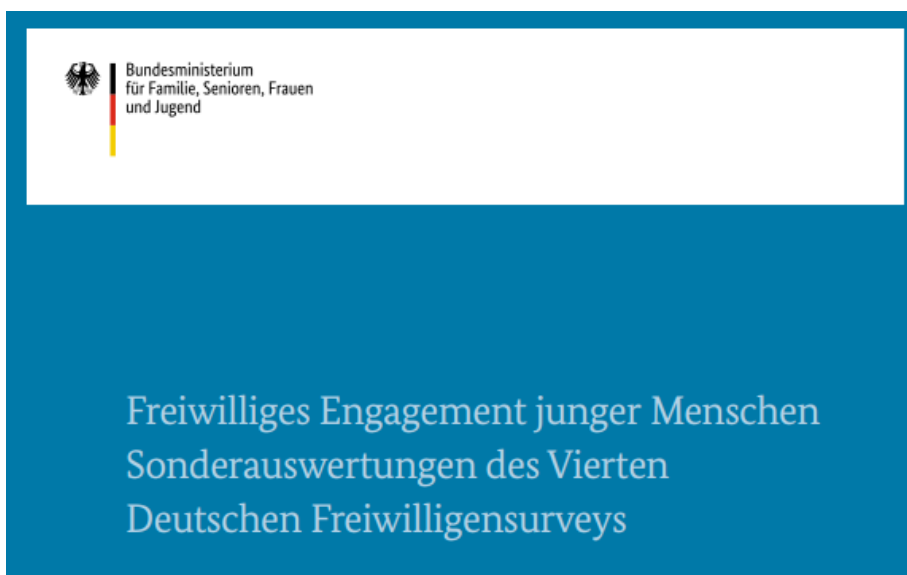 Bundesministerium
für Familie, Senioren, Frauen
und Jugend
Freiwilliges Engagement junger Menschen
Sonderauswertungen des Vierten
Deutschen Freiwilligensurveys